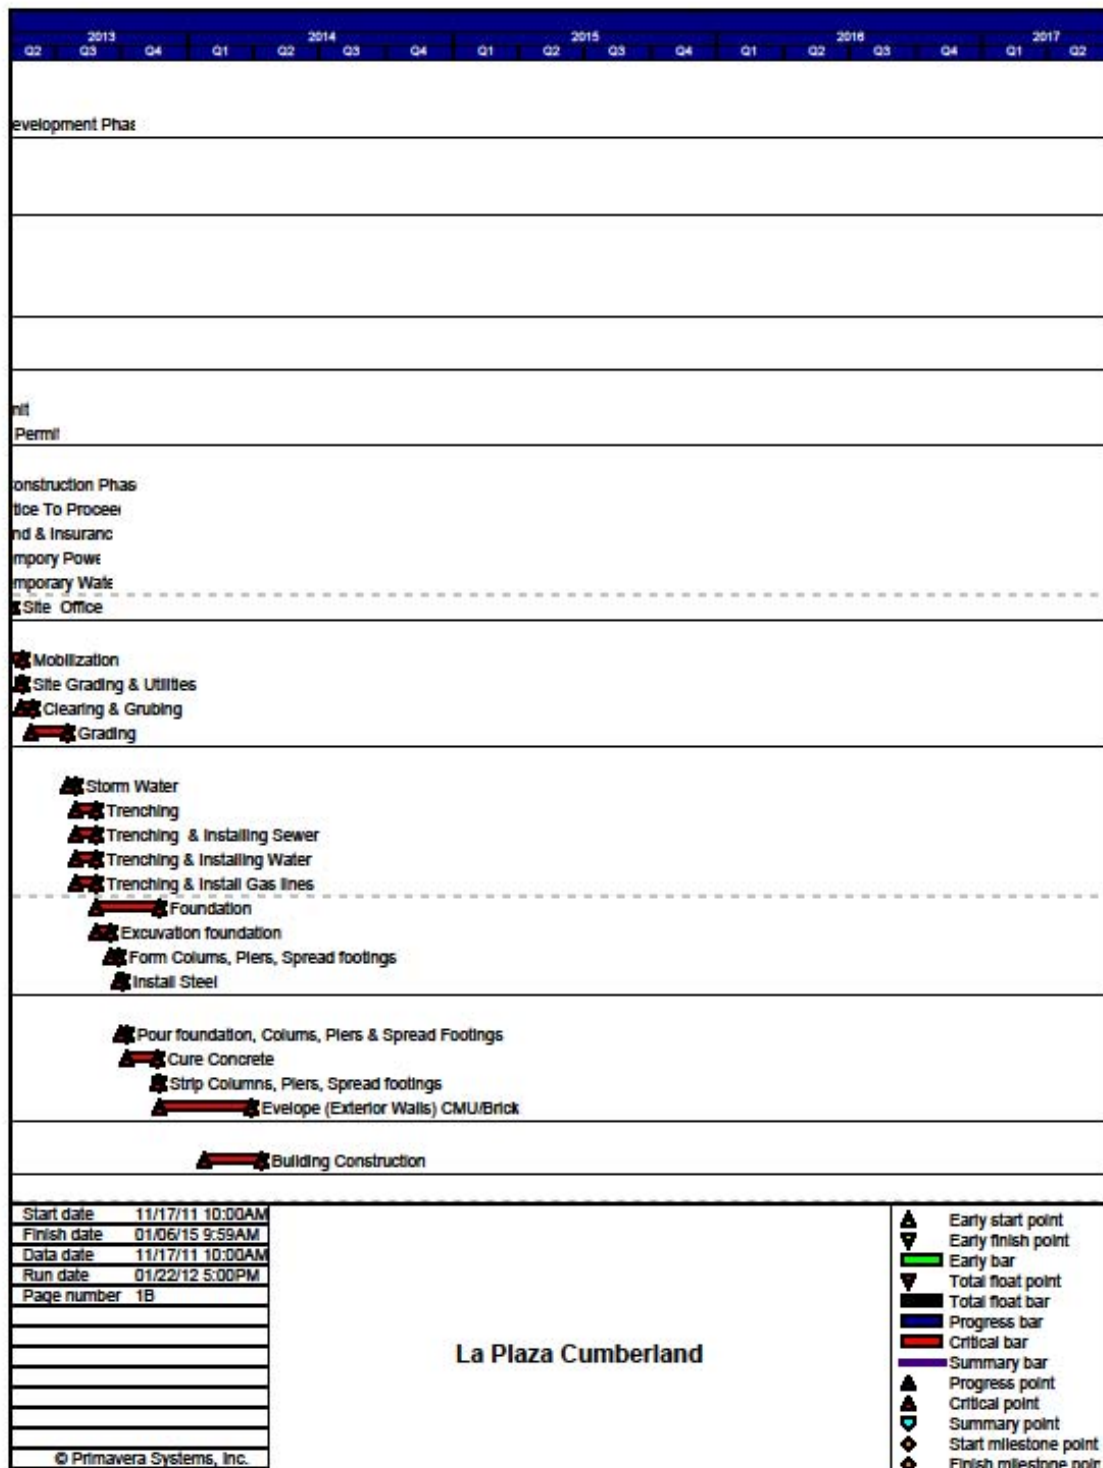 2013 2014 2015 2016 2017
Q2 Q3 Q4 Q1 Q2 Q3 Q4 Q1 Q2 Q3 Q4 Q1 Q2 Q3 Q4 Q1 Q2
evelopment Phas
nit
Permit
onstruction Phas
tice To Proceed
nd & Insuranc
mpory Powe
mporary Wate
Site Office
Mobilization
Site Grading & Utilities
Clearing & Grubing
Grading
Storm Water
Trenching
Trenching & Installing Sewer
Trenching & Installing Water
Trenching & Install Gas lines
Foundation
Excuvation foundation
Form Colums, Piers, Spread footings
Install Steel
Pour foundation, Colums, Piers & Spread Footings
Cure Concrete
Strip Columns, Piers, Spread footings
Evelope (Exterior Walls) CMU/Brick
Building Construction
Start date 11/17/11 10:00AM
Finish date 01/06/15 9:59AM
Data date 11/17/11 10:00AM
Run date 01/22/12 5:00PM
Page number 1B
© Primavera Systems, Inc.
La Plaza Cumberland
Early start point
Early finish point
Early bar
Total float point
Total float bar
Progress bar
Critical bar
Summary bar
Progress point
Critical point
Summary point
Start milestone point
Finish milestone poin